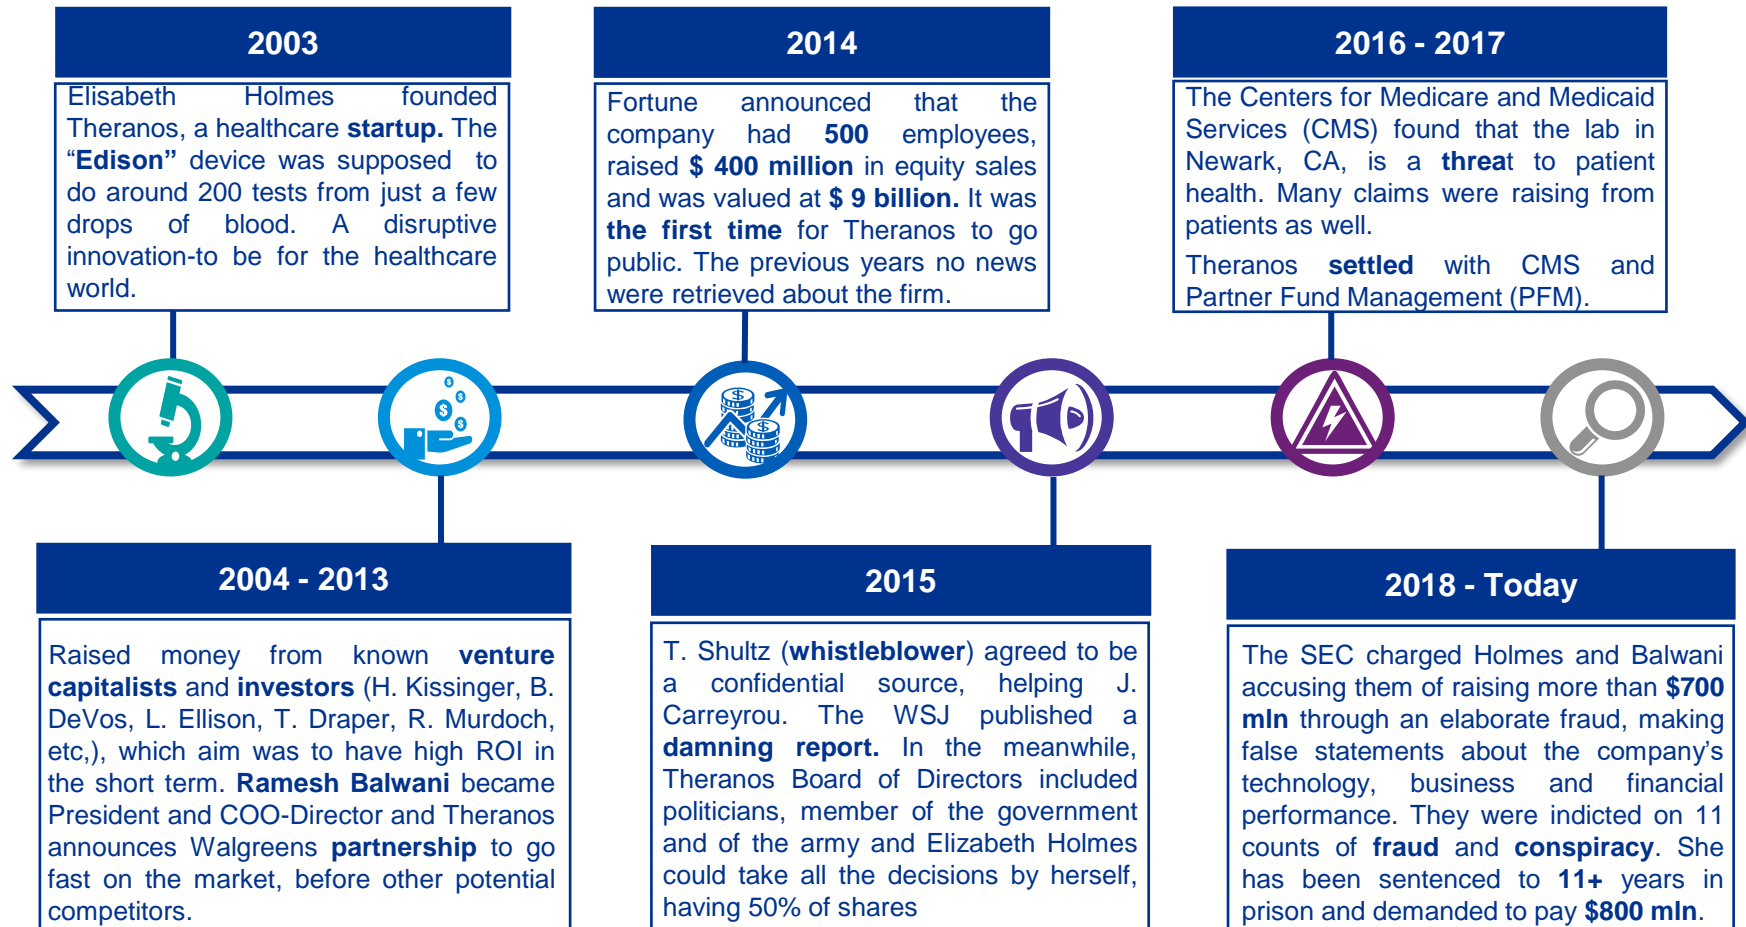 2003
Elisabeth Holmes founded
Theranos, a healthcare startup. The
“Edison” device was supposed to
do around 200 tests from just a few
drops of blood. A disruptive
innovation-to be for the healthcare
world.
2014
Fortune announced that the
company had 500 employees,
raised $ 400 million in equity sales
and was valued at $ 9 billion. It was
the first time for Theranos to go
public. The previous years no news
were retrieved about the firm.
2016 - 2017
The Centers for Medicare and Medicaid
Services (CMS) found that the lab in
Newark, CA, is a threat to patient
health. Many claims were raising from
patients as well.
Theranos settled with CMS and
Partner Fund Management (PFM).
$
$
$
$
$
$
2004 - 2013
Raised money from known venture
capitalists and investors (H. Kissinger, B.
DeVos, L. Ellison, T. Draper, R. Murdoch,
etc,), which aim was to have high ROI in
the short term. Ramesh Balwani became
President and COO-Director and Theranos
announces Walgreens partnership to go
fast on the market, before other potential
competitors.
2015
T. Shultz (whistleblower) agreed to be
a confidential source, helping J.
Carreyrou. The WSJ published a
damning report. In the meanwhile,
Theranos Board of Directors included
politicians, member of the government
and of the army and Elizabeth Holmes
could take all the decisions by herself,
having 50% of shares
2018 - Today
The SEC charged Holmes and Balwani
accusing them of raising more than $700
mln through an elaborate fraud, making
false statements about the company’s
technology, business and financial
performance. They were indicted on 11
counts of fraud and conspiracy. She
has been sentenced to 11+ years in
prison and demanded to pay $800 mln.